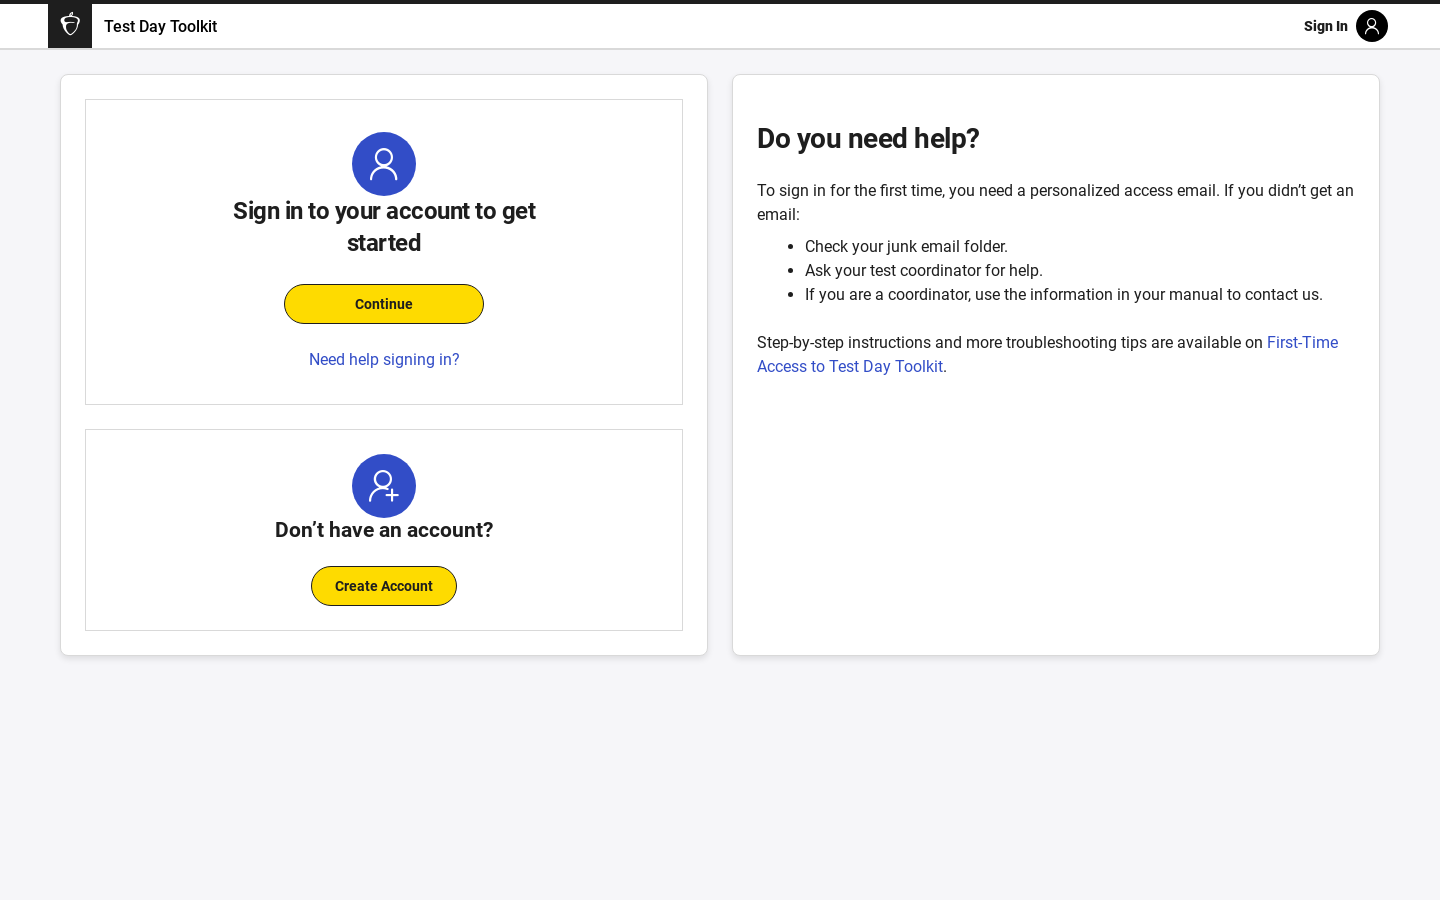 Test Day Toolkit
Sign In
Sign in to your account to get
started
Continue
Need help signing in?
Don’t have an account?
Create Account
Do you need help?
To sign in for the first time, you need a personalized access email. If you didn’t get an
email:
Check your junk email folder.
Ask your test coordinator for help.
If you are a coordinator, use the information in your manual to contact us.
Step-by-step instructions and more troubleshooting tips are available on First-Time
Access to Test Day Toolkit.